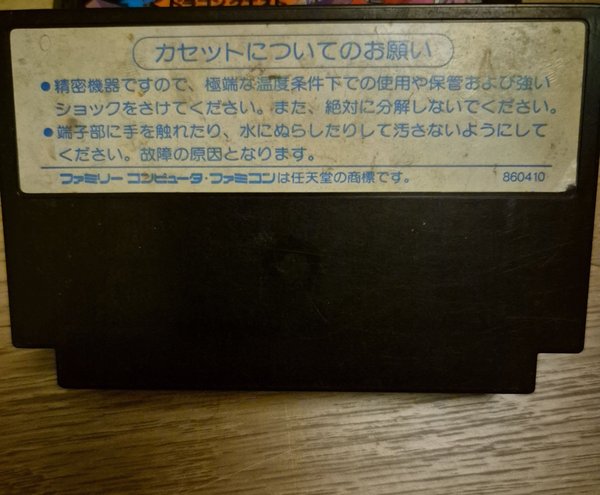 カセットについてのお願い
●精密機器ですので、極端な温度条件下での使用や保管および強い
ショックをさけてください。また、絶対に分解しないでください。
●端子部に手を触れたり、水にぬらしたりして汚さないようにして
ください。故障の原因となります。
ファミリーコンピュータ・ファミコンは任天堂の商標です。 860410